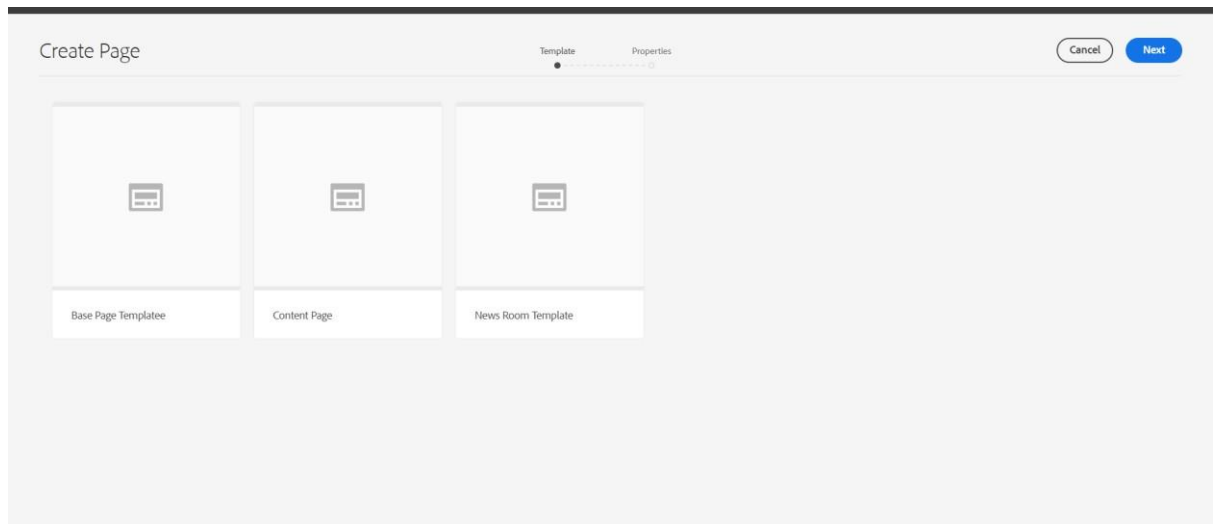 Create Page
Template
Properties
Cancel
Next
Base Page Templatee
Content Page
News Room Template